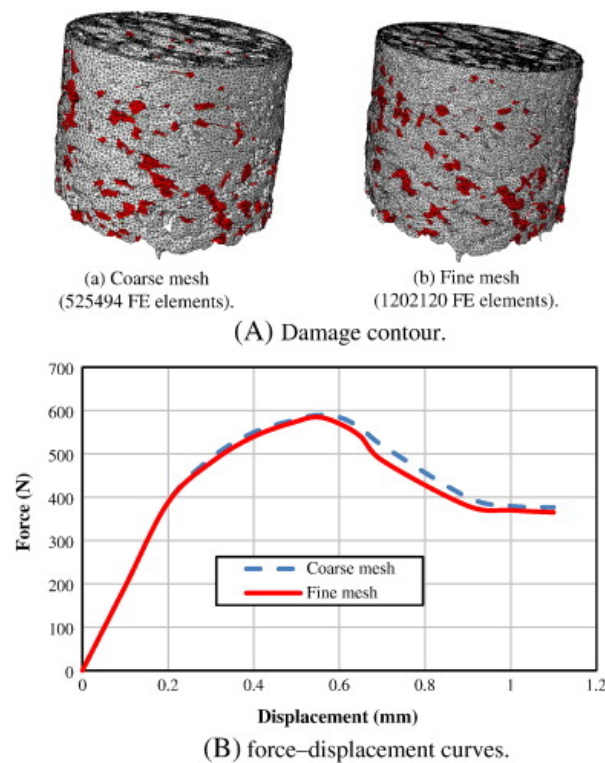 (a) Coarse mesh
(525494 FE elements).
(b) Fine mesh
(1202120 FE elements).
(A) Damage contour.
700
600
500
400
300
200
100
0
Force (N)
Coarse mesh
Fine mesh
0 0.2 0.4 0.6 0.8 1 1.2
Displacement (mm)
(B) force–displacement curves.